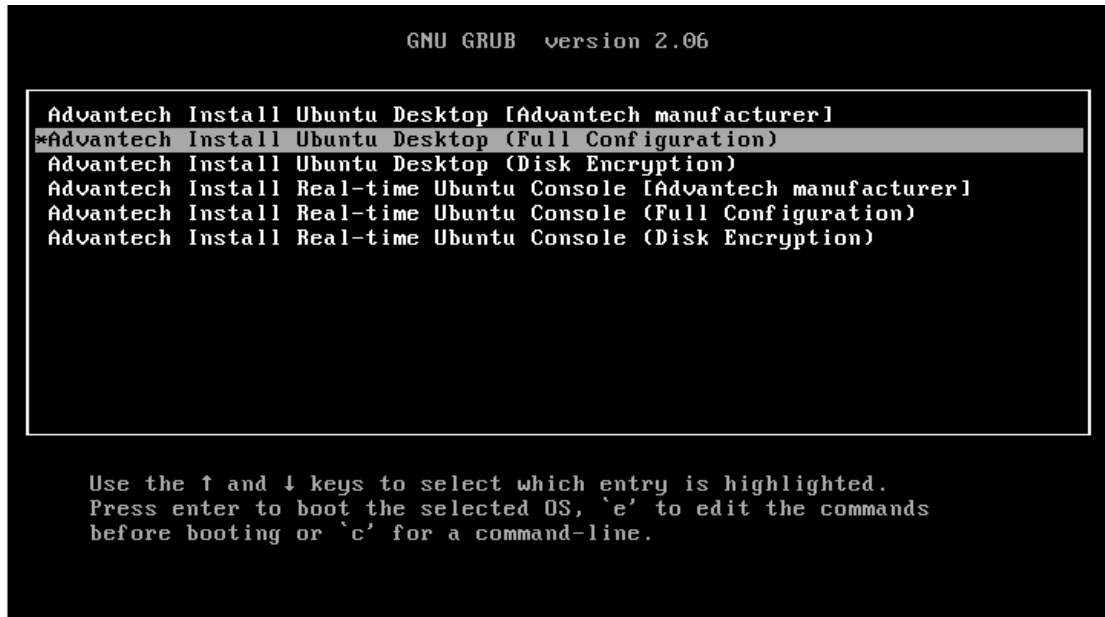 GNU GRUB  version 2.06
Advantech Install Ubuntu Desktop [Advantech manufacturer]
*Advantech Install Ubuntu Desktop (Full Configuration)
Advantech Install Ubuntu Desktop (Disk Encryption)
Advantech Install Real-time Ubuntu Console [Advantech manufacturer]
Advantech Install Real-time Ubuntu Console (Full Configuration)
Advantech Install Real-time Ubuntu Console (Disk Encryption)
Use the ↑ and ↓ keys to select which entry is highlighted.
Press enter to boot the selected OS, `e' to edit the commands
before booting or `c' for a command-line.